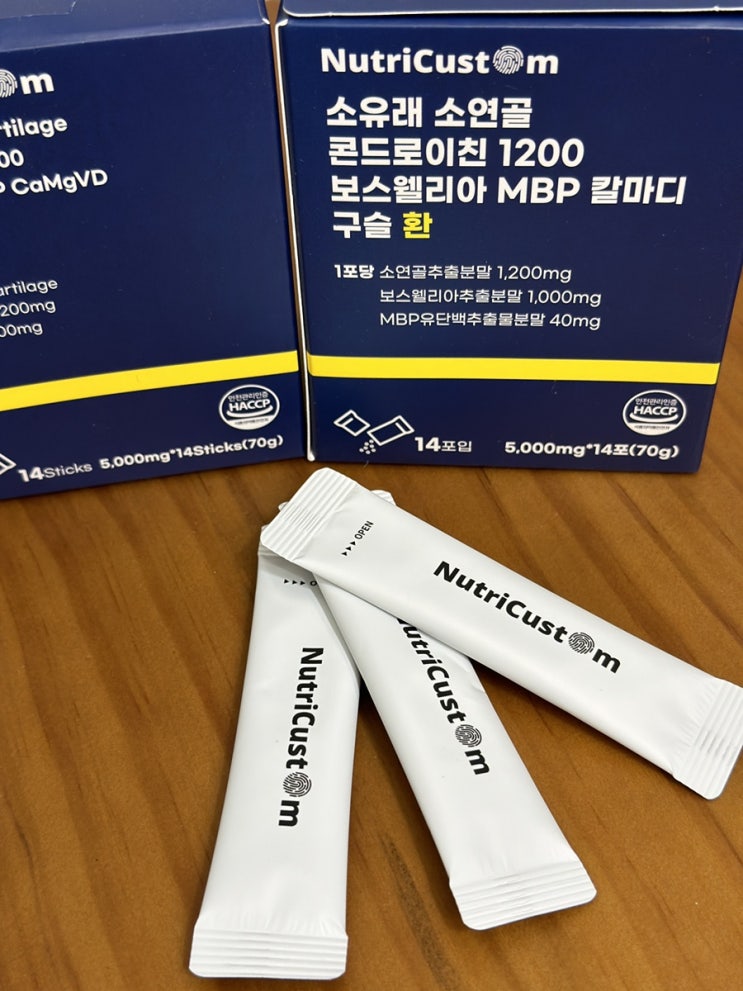 m
rtilage
00
P CaMgVD
artilage
200mg
00mg
안전관리인증
HACCP
14Sticks 5,000mg*14Sticks(70g)
NutriCustom
소유래 소연골
콘드로이친 1200
보스웰리아 MBP 칼마디
구슬 환
1포당 소연골추출분말 1,200mg
보스웰리아추출분말 1,000mg
MBP유단백추출물분말 40mg
안전관리인증
HACCP
14포입 5,000mg*14포(70g)
OPEN
NutriCustom
NutriCustom
utriCustom